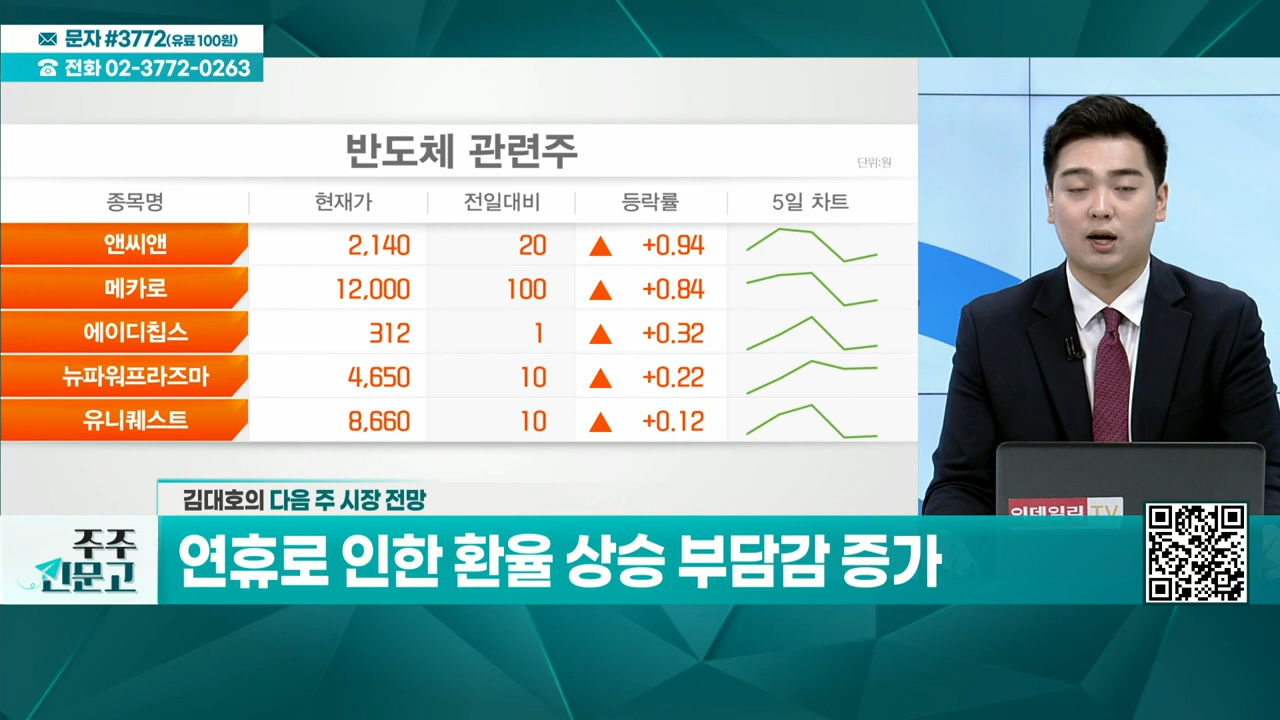 문자 #3772(유료 100원)
전화 02-3772-0263
반도체 관련주
단위:원
종목명 현재가 전일대비 등락률 5일 차트
앤씨앤 2,140 20 ▲ +0.94
메카로 12,000 100 ▲ +0.84
에이디칩스 312 1 ▲ +0.32
뉴파워프라즈마 4,650 10 ▲ +0.22
유니퀘스트 8,660 10 ▲ +0.12
이데일리 TV
김대호의 다음 주 시장 전망
주주
신문고
연휴로 인한 환율 상승 부담감 증가